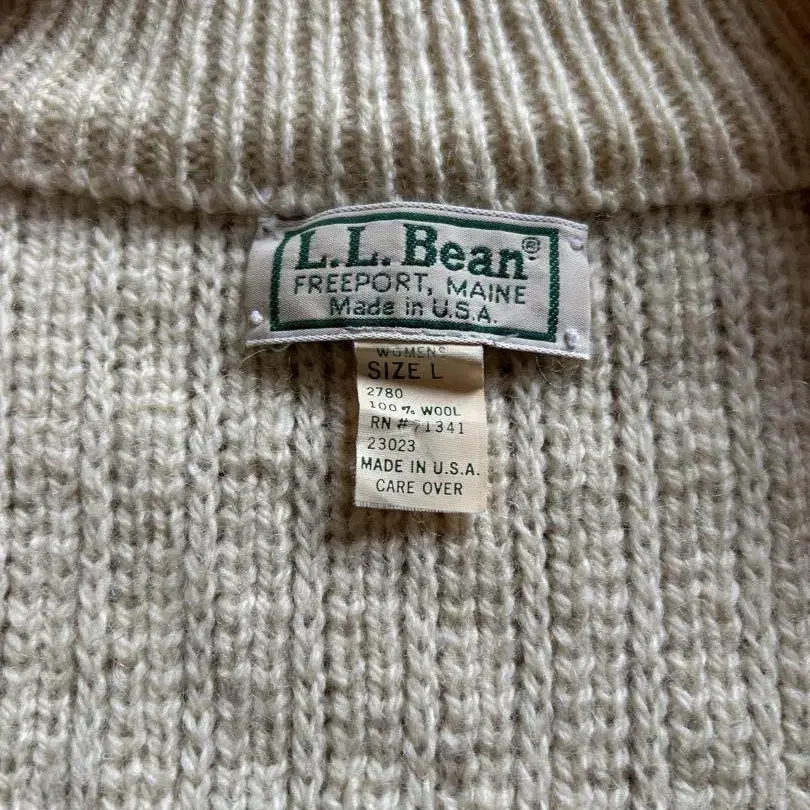 L.L.Bean®
FREEPORT, MAINE
Made in U.S.A.
WOMENS
SIZE L
2780
100% WOOL
RN #71341
23023
MADE IN U.S.A.
CARE OVER